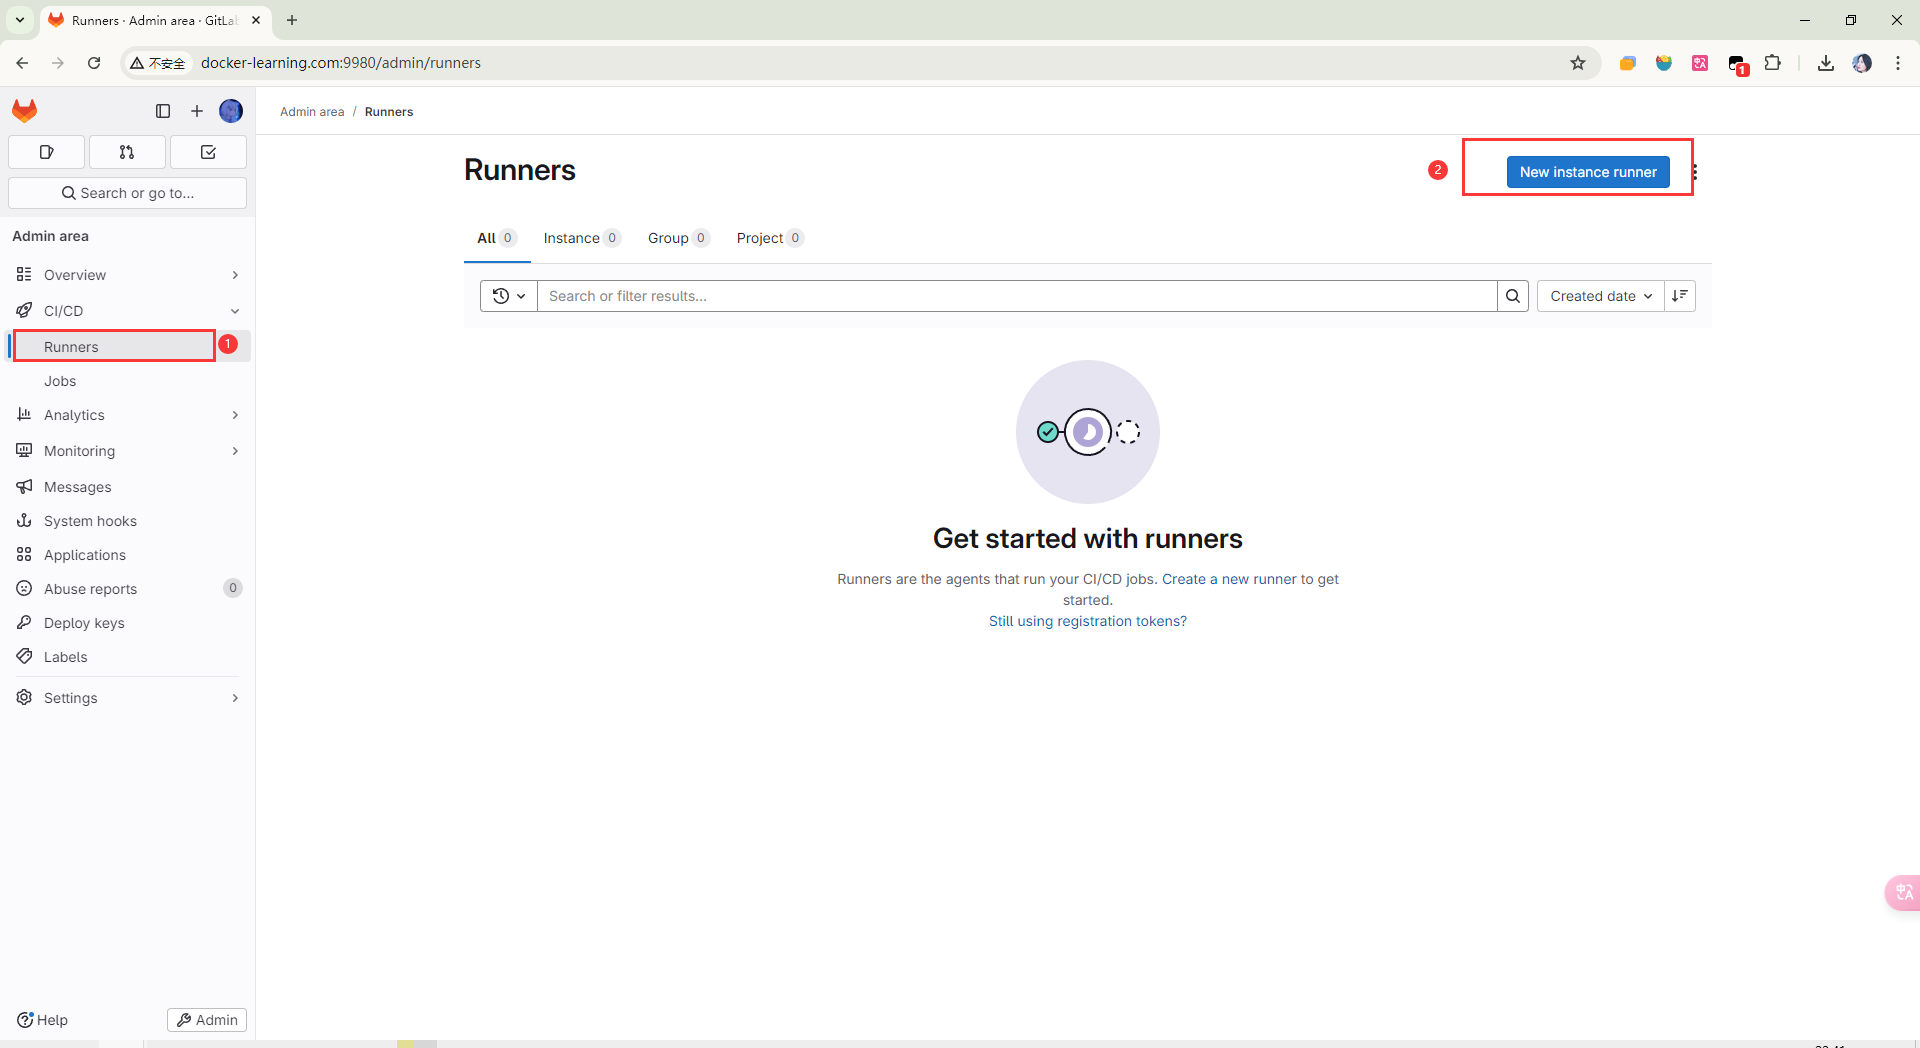 Runners · Admin area · GitLa
不安全
docker-learning.com:9980/admin/runners
1
Admin area / Runners
Search or go to...
Runners
2
New instance runner
Admin area
All 0
Instance 0
Group 0
Project 0
Overview
Search or filter results...
Created date
CI/CD
Runners
1
Jobs
Analytics
Monitoring
Messages
System hooks
Applications
Abuse reports 0
Deploy keys
Labels
Settings
Get started with runners
Runners are the agents that run your CI/CD jobs. Create a new runner to get
started.
Still using registration tokens?
Help
Admin